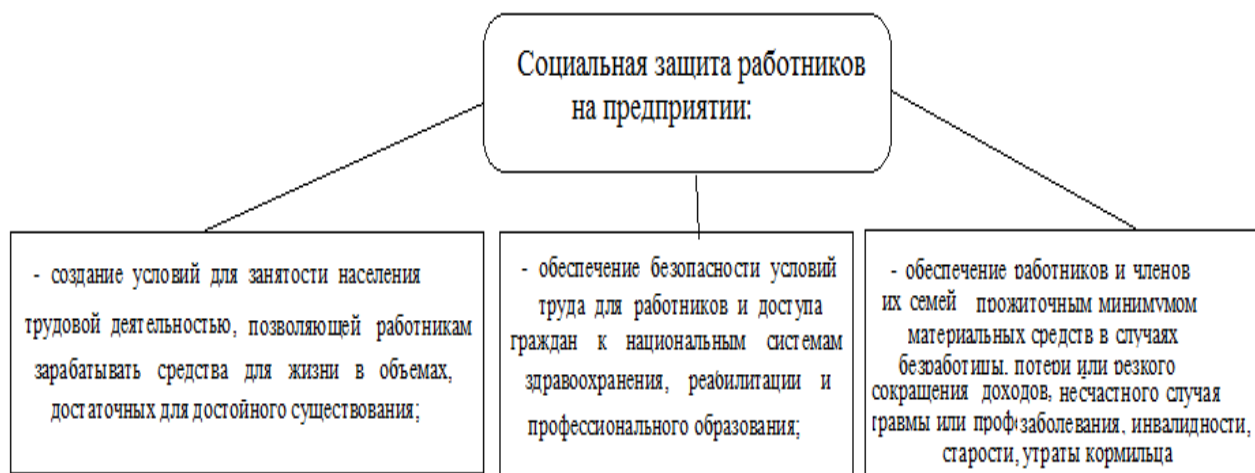 Социальная защита работников
на предприятии:
- создание условий для занятости населения
трудовой деятельностью, позволяющей работникам
зарабатывать средства для жизни в объемах,
достаточных для достойного существования;
- обеспечение безопасности условий
труда для работников и доступа
граждан к национальным системам
здравоохранения, реабилитации и
профессионального образования;
- обеспечение работников и членов
их семей прожиточным минимумом
материальных средств в случаях
безработицы, потери или резкого
сокращения доходов, несчастного случая
травмы или профзаболевания, инвалидности,
старости, утраты кормильца